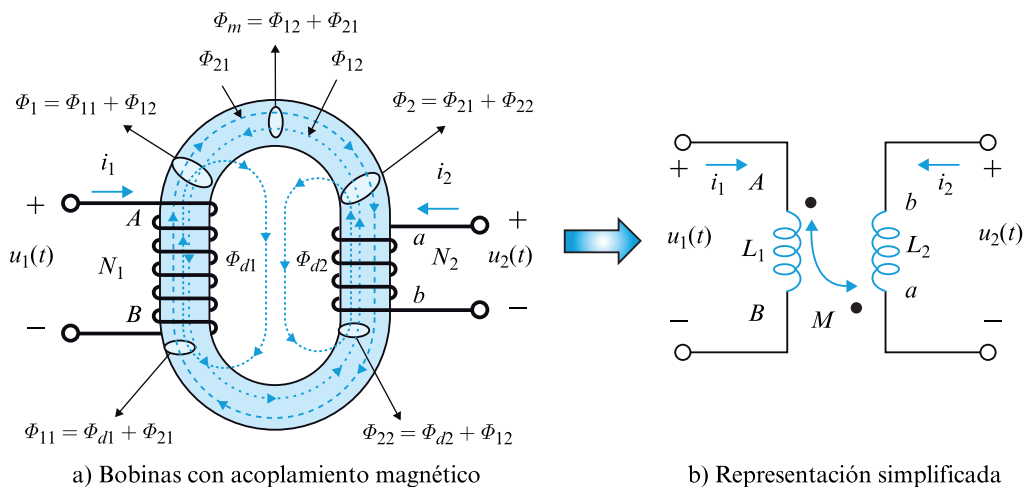 Φm = Φ12 + Φ21
Φ21
Φ12
Φ1 = Φ11 + Φ12
Φ2 = Φ21 + Φ22
i1
i2
+
A
a
+
u1(t)
N1
Φd1
Φd2
N2
u2(t)
B
b
−
−
Φ11 = Φd1 + Φ21
Φ22 = Φd2 + Φ12
a) Bobinas con acoplamiento magnético
+
i1
A
b
i2
+
u1(t)
L1
L2
u2(t)
B
M
a
−
−
b) Representación simplificada